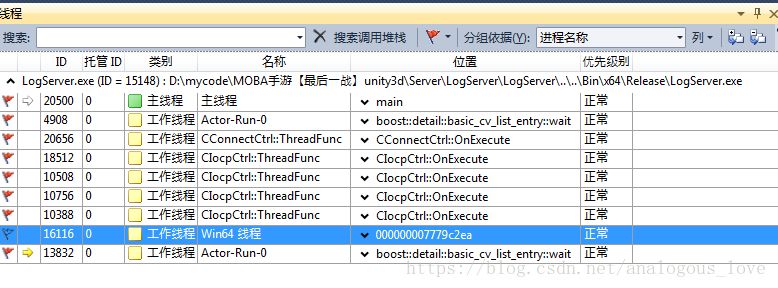 线程
搜索: 搜索调用堆栈 分组依据(Y): 进程名称 列
ID 托管 ID 类别 名称 位置 优先级别
LogServer.exe (ID = 15148) : D:\mycode\MOBA手游【最后一战】unity3d\Server\LogServer\LogServer\..\..\Bin\x64\Release\LogServer.exe
20500 0 主线程 主线程 main 正常
4908 0 工作线程 Actor-Run-0 boost::detail::basic_cv_list_entry::wait 正常
20656 0 工作线程 CConnectCtrl::ThreadFunc CConnectCtrl::OnExecute 正常
18512 0 工作线程 CIocpCtrl::ThreadFunc CIocpCtrl::OnExecute 正常
10508 0 工作线程 CIocpCtrl::ThreadFunc CIocpCtrl::OnExecute 正常
10756 0 工作线程 CIocpCtrl::ThreadFunc CIocpCtrl::OnExecute 正常
10388 0 工作线程 CIocpCtrl::ThreadFunc CIocpCtrl::OnExecute 正常
16116 0 工作线程 Win64 线程 000000007779c2ea 正常
13832 0 工作线程 Actor-Run-0 boost::detail::basic_cv_list_entry::wait 正常
https://blog.csdn.net/analogous_love